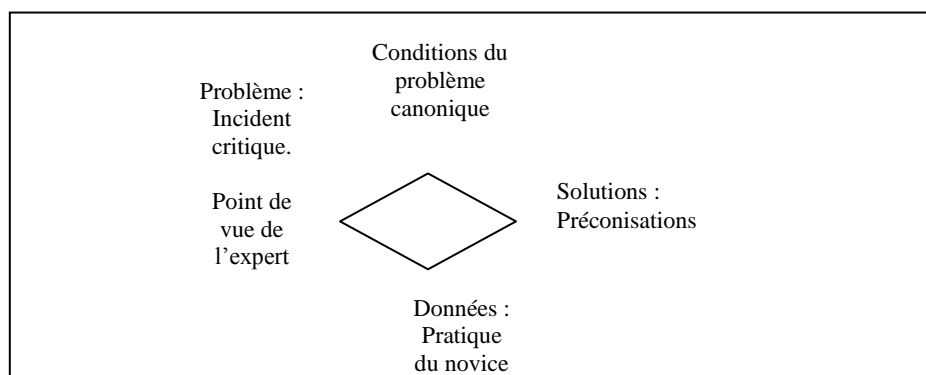 Conditions du
problème
canonique
Problème :
Incident
critique.
Point de
vue de
l’expert
Solutions :
Préconisations
Données :
Pratique
du novice